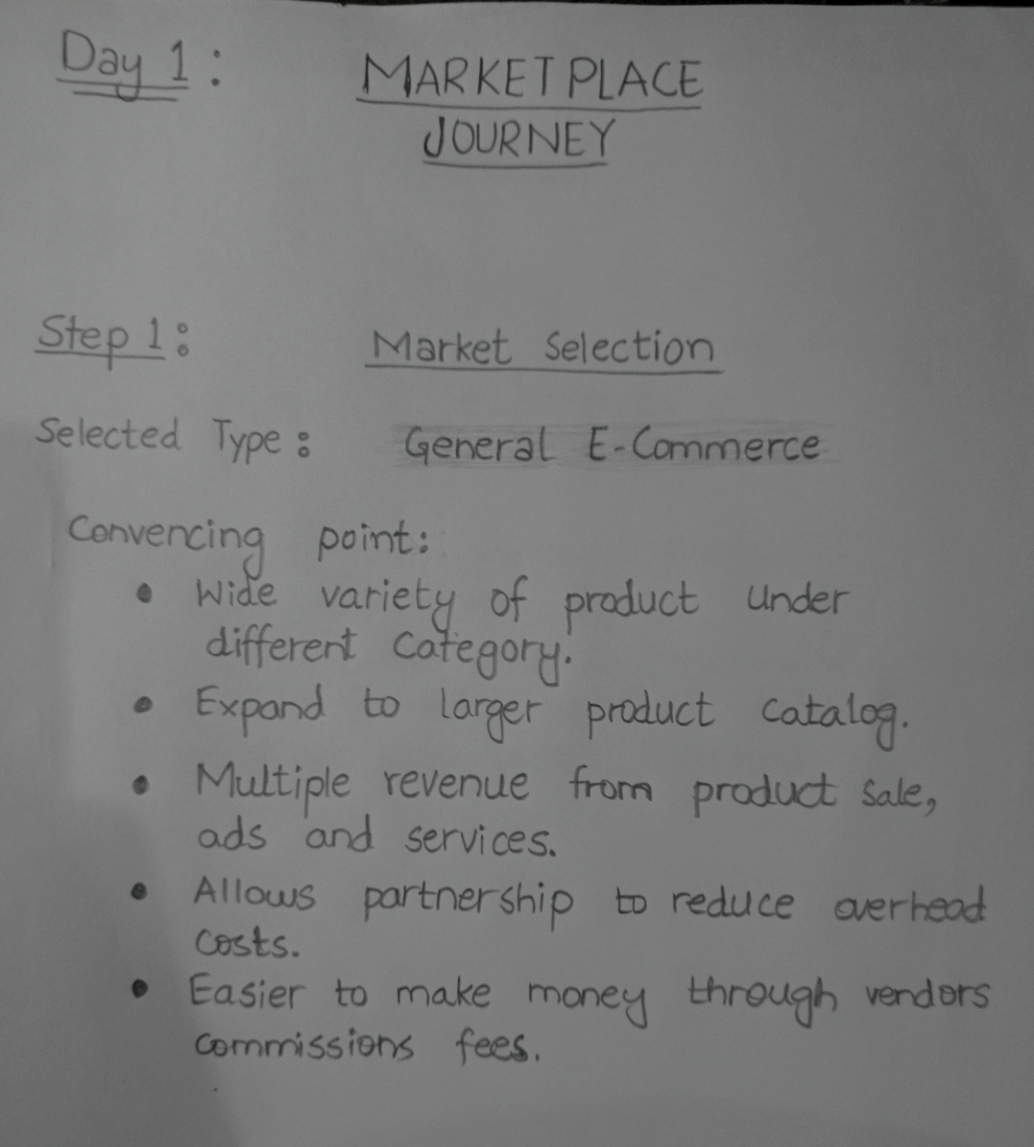 Day 1 :
MARKET PLACE
JOURNEY
Step 1 :
Market Selection
Selected Type : General E-Commerce
Convencing point:
• Wide variety of product under
different category.
• Expand to larger product catalog.
• Multiple revenue from product sale,
ads and services.
• Allows partnership to reduce overhead
costs.
• Easier to make money through vendors
commissions fees.